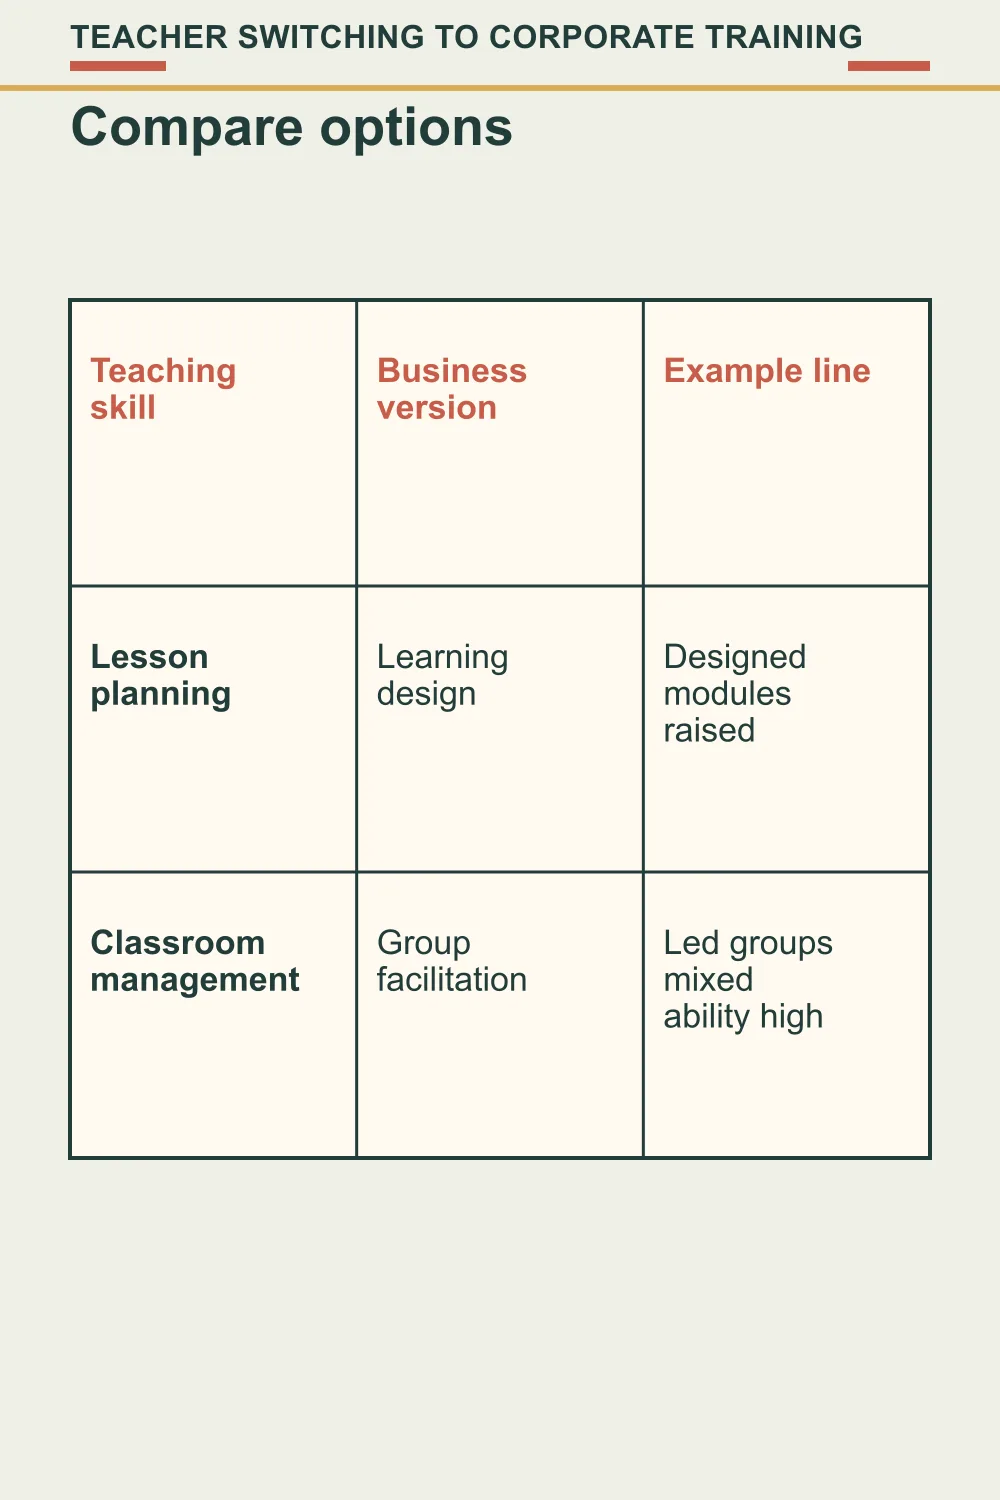 TEACHER SWITCHING TO CORPORATE TRAINING
Compare options
Teaching
skill
Business
version
Example line
Lesson
planning
Learning
design
Designed
modules
raised
Classroom
management
Group
facilitation
Led groups
mixed
ability high